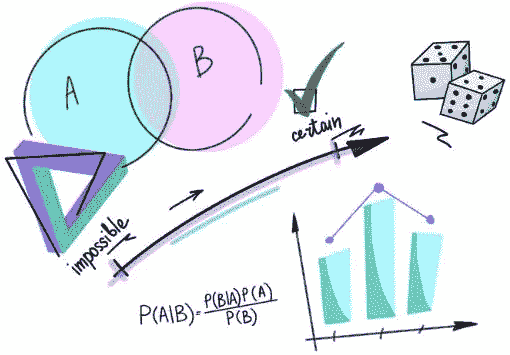 A
B
certain
impossible
P(A|B)=P(B|A)P(A)/P(B)